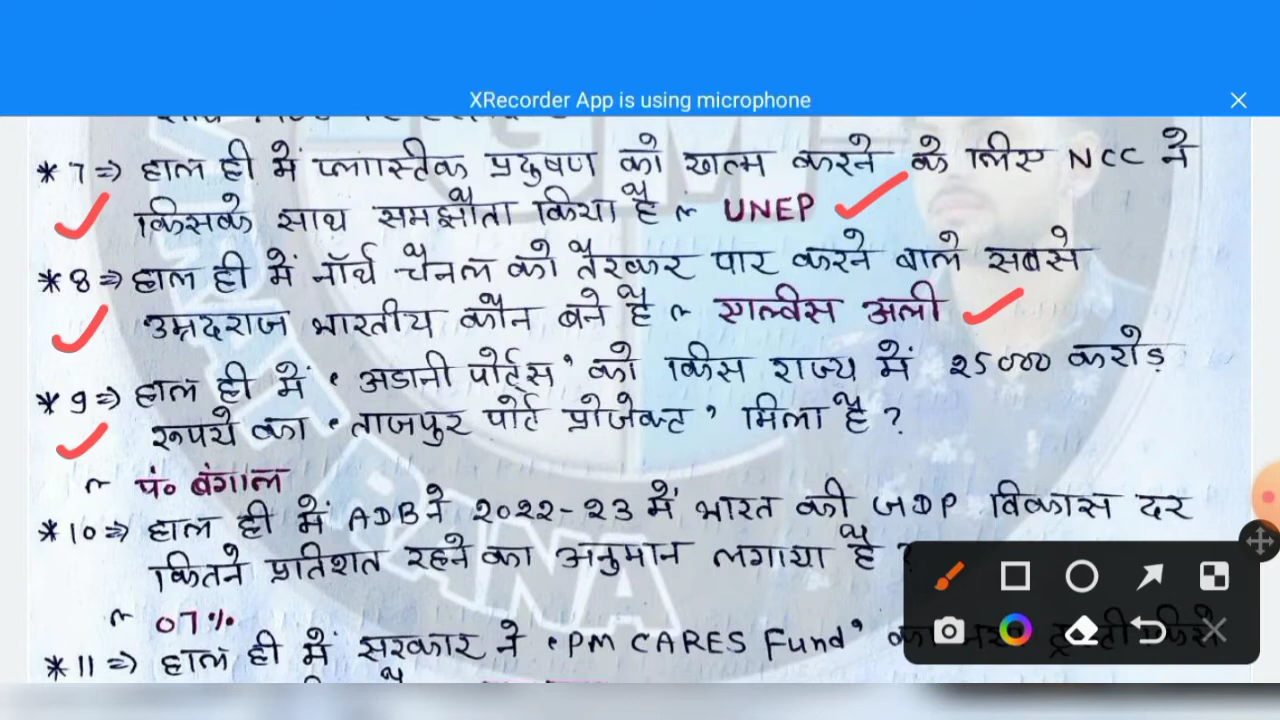 XRecorder App is using microphone
* 7 ⇒ हाल ही में प्लास्तिक प्रदुषण को खत्म करने के लिए NCC ने
किसके साथ समझौता किया है ~ UNEP
* 8 ⇒ हाल ही में नॉर्थ चैनल को तैरकर पार करने बाले सबसे
उम्रदराज भारतीय कौन बने है ~ एल्विस अली
* 9 ⇒ हाल ही में ' अडानी पोर्ट्स ' को किस राज्य में 25000 करोड़
रूपये का ' ताजपुर पोर्ट प्रोजेक्ट ' मिला है ?
~ पं० बंगाल
* 10 ⇒ हाल ही में ADB ने 2022-23 में भारत की GDP विकास दर
कितने प्रतिशत रहने का अनुमान लगाया है ?
~ 07%
* 11 ⇒ हाल ही में सरकार ने 'PM CARES Fund'